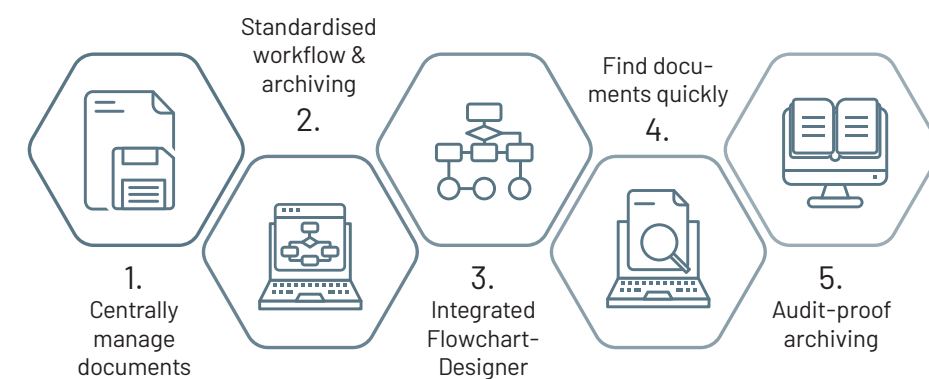 1.
Centrally
manage
documents
Standardised
workflow &
archiving
2.
3.
Integrated
Flowchart-
Designer
Find docu-
ments quickly
4.
5.
Audit-proof
archiving